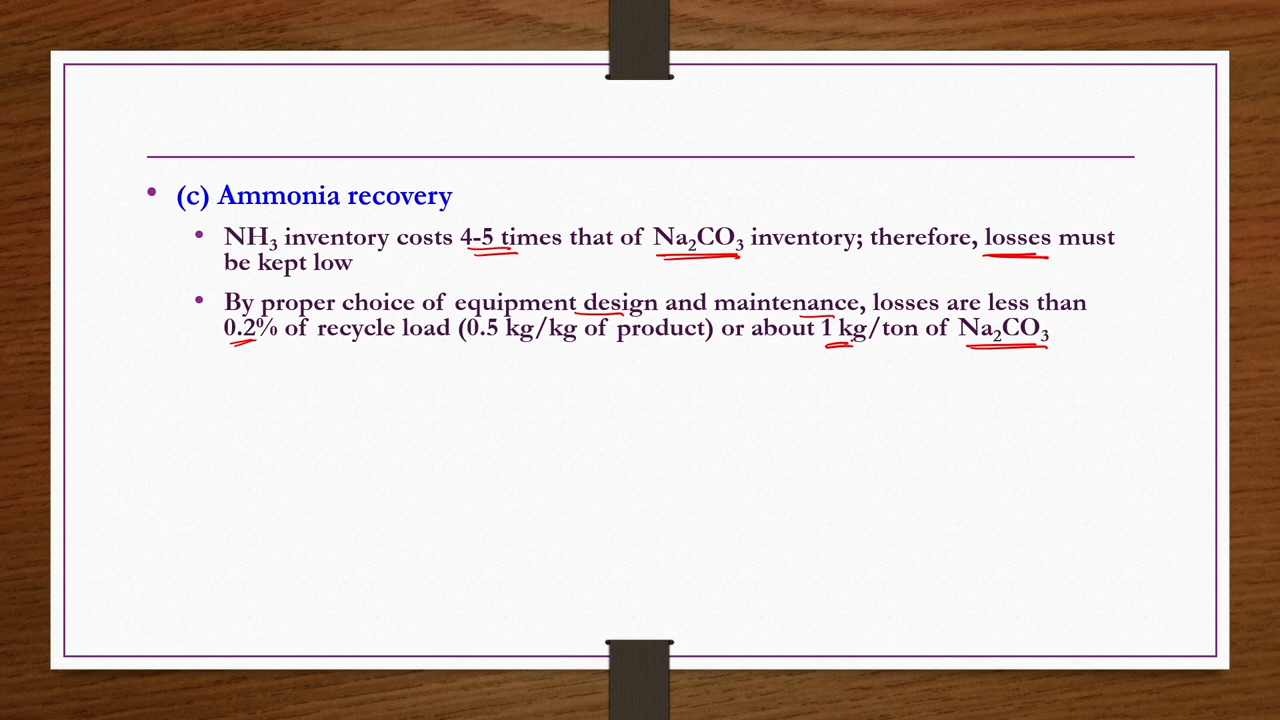 • (c) Ammonia recovery
• NH₃ inventory costs 4-5 times that of Na₂CO₃ inventory; therefore, losses must
be kept low
• By proper choice of equipment design and maintenance, losses are less than
0.2% of recycle load (0.5 kg/kg of product) or about 1 kg/ton of Na₂CO₃